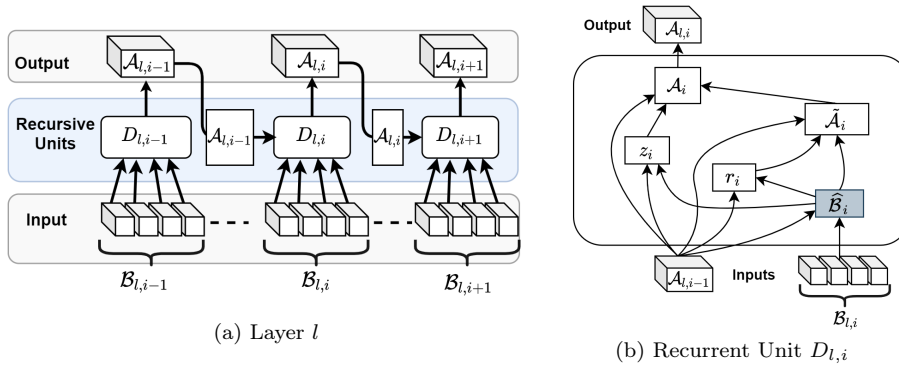 Output
𝒜_{l,i−1}
𝒜_{l,i}
𝒜_{l,i+1}
Recursive
Units
D_{l,i−1}
𝒜_{l,i−1}
D_{l,i}
𝒜_{l,i}
D_{l,i+1}
Input
ℬ_{l,i−1}
ℬ_{l,i}
ℬ_{l,i+1}
(a) Layer l
Output
𝒜_{l,i}
𝒜_i
𝒜̃_i
z_i
r_i
ℬ̂_i
𝒜_{l,i−1}
Inputs
ℬ_{l,i}
(b) Recurrent Unit D_{l,i}